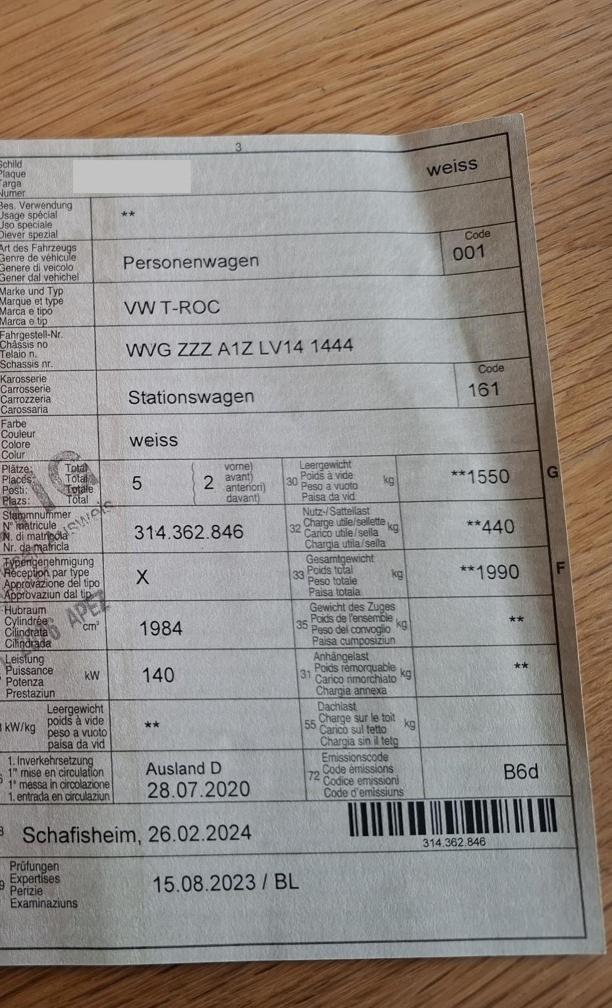 3
Schild
Plaque
Targa
Numer
weiss
Bes. Verwendung
Usage spécial
Uso speciale
Diever spezial
**
Art des Fahrzeugs
Genre de véhicule
Genere di veicolo
Gener dal vehichel
Personenwagen
Code
001
Marke und Typ
Marque et type
Marca e tipo
Marca e tip
VW T-ROC
Fahrgestell-Nr.
Châssis no
Telaio n.
Schassis nr.
WVG ZZZ A1Z LV14 1444
Karosserie
Carrosserie
Carrozzeria
Carossaria
Stationswagen
Code
161
Farbe
Couleur
Colore
Colur
weiss
Plätze: Total
Places: Total
Posti: Totale
Plazs: Total
5
2
vorne)
avant)
anteriori)
davant)
30
Leergewicht
Poids à vide
Peso a vuoto
Paisa da vid
kg
**1550
G
Stammnummer
N° matricule
N. di matricola
Nr. da matricla
314.362.846
32
Nutz-/Sattellast
Charge utile/sellette
Carico utile/sella
Chargia utila/sella
kg
**440
Typengenehmigung
Réception par type
Approvazione del tipo
Approvaziun dal tip
X
33
Gesamtgewicht
Poids total
Peso totale
Paisa totala
kg
**1990
F
Hubraum
Cylindrée
Cilindrata
Cilindrada
cm³
1984
35
Gewicht des Zuges
Poids de l'ensemble
Peso del convoglio
Paisa cumposiziun
kg
**
Leistung
Puissance
Potenza
Prestaziun
kW
140
31
Anhängelast
Poids remorquable
Carico rimorchiato
Chargia annexa
kg
**
kW/kg
Leergewicht
poids à vide
peso a vuoto
paisa da vid
**
55
Dachlast
Charge sur le toit
Carico sul tetto
Chargia sin il tetg
kg
1. Inverkehrsetzung
1re mise en circulation
1a messa in circolazione
1. entrada en circulaziun
Ausland D
28.07.2020
72
Emissionscode
Code émissions
Codice emissioni
Code d'emissiuns
B6d
Schafisheim, 26.02.2024
314.362.846
Prüfungen
Expertises
Perizie
Examinaziuns
15.08.2023 / BL